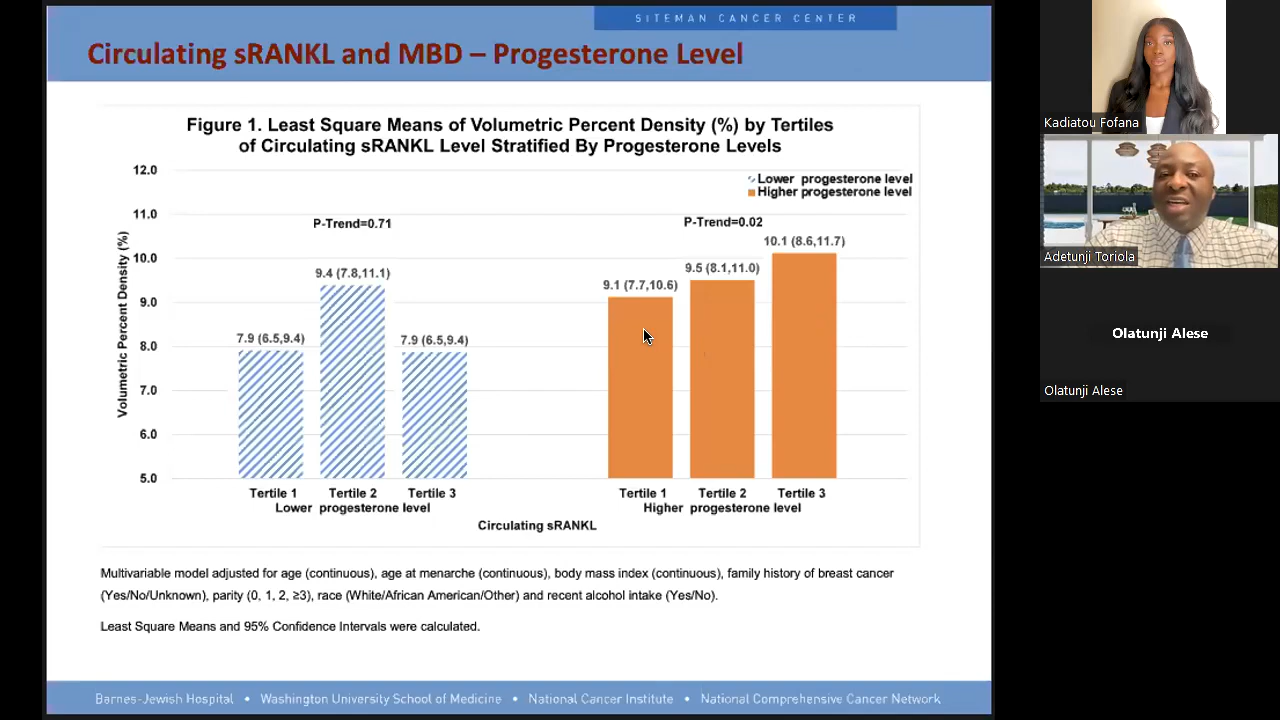 SITEMAN CANCER CENTER
Circulating sRANKL and MBD – Progesterone Level
Figure 1. Least Square Means of Volumetric Percent Density (%) by Tertiles
of Circulating sRANKL Level Stratified By Progesterone Levels
Lower progesterone level
Higher progesterone level
Volumetric Percent Density (%)
12.0
11.0
10.0
9.0
8.0
7.0
6.0
5.0
P-Trend=0.71
7.9 (6.5,9.4)
9.4 (7.8,11.1)
7.9 (6.5,9.4)
P-Trend=0.02
9.1 (7.7,10.6)
9.5 (8.1,11.0)
10.1 (8.6,11.7)
Tertile 1 Tertile 2 Tertile 3
Lower progesterone level
Tertile 1 Tertile 2 Tertile 3
Higher progesterone level
Circulating sRANKL
Multivariable model adjusted for age (continuous), age at menarche (continuous), body mass index (continuous), family history of breast cancer
(Yes/No/Unknown), parity (0, 1, 2, ≥3), race (White/African American/Other) and recent alcohol intake (Yes/No).
Least Square Means and 95% Confidence Intervals were calculated.
Barnes-Jewish Hospital • Washington University School of Medicine • National Cancer Institute • National Comprehensive Cancer Network
Kadiatou Fofana
Adetunji Toriola
Olatunji Alese
Olatunji Alese